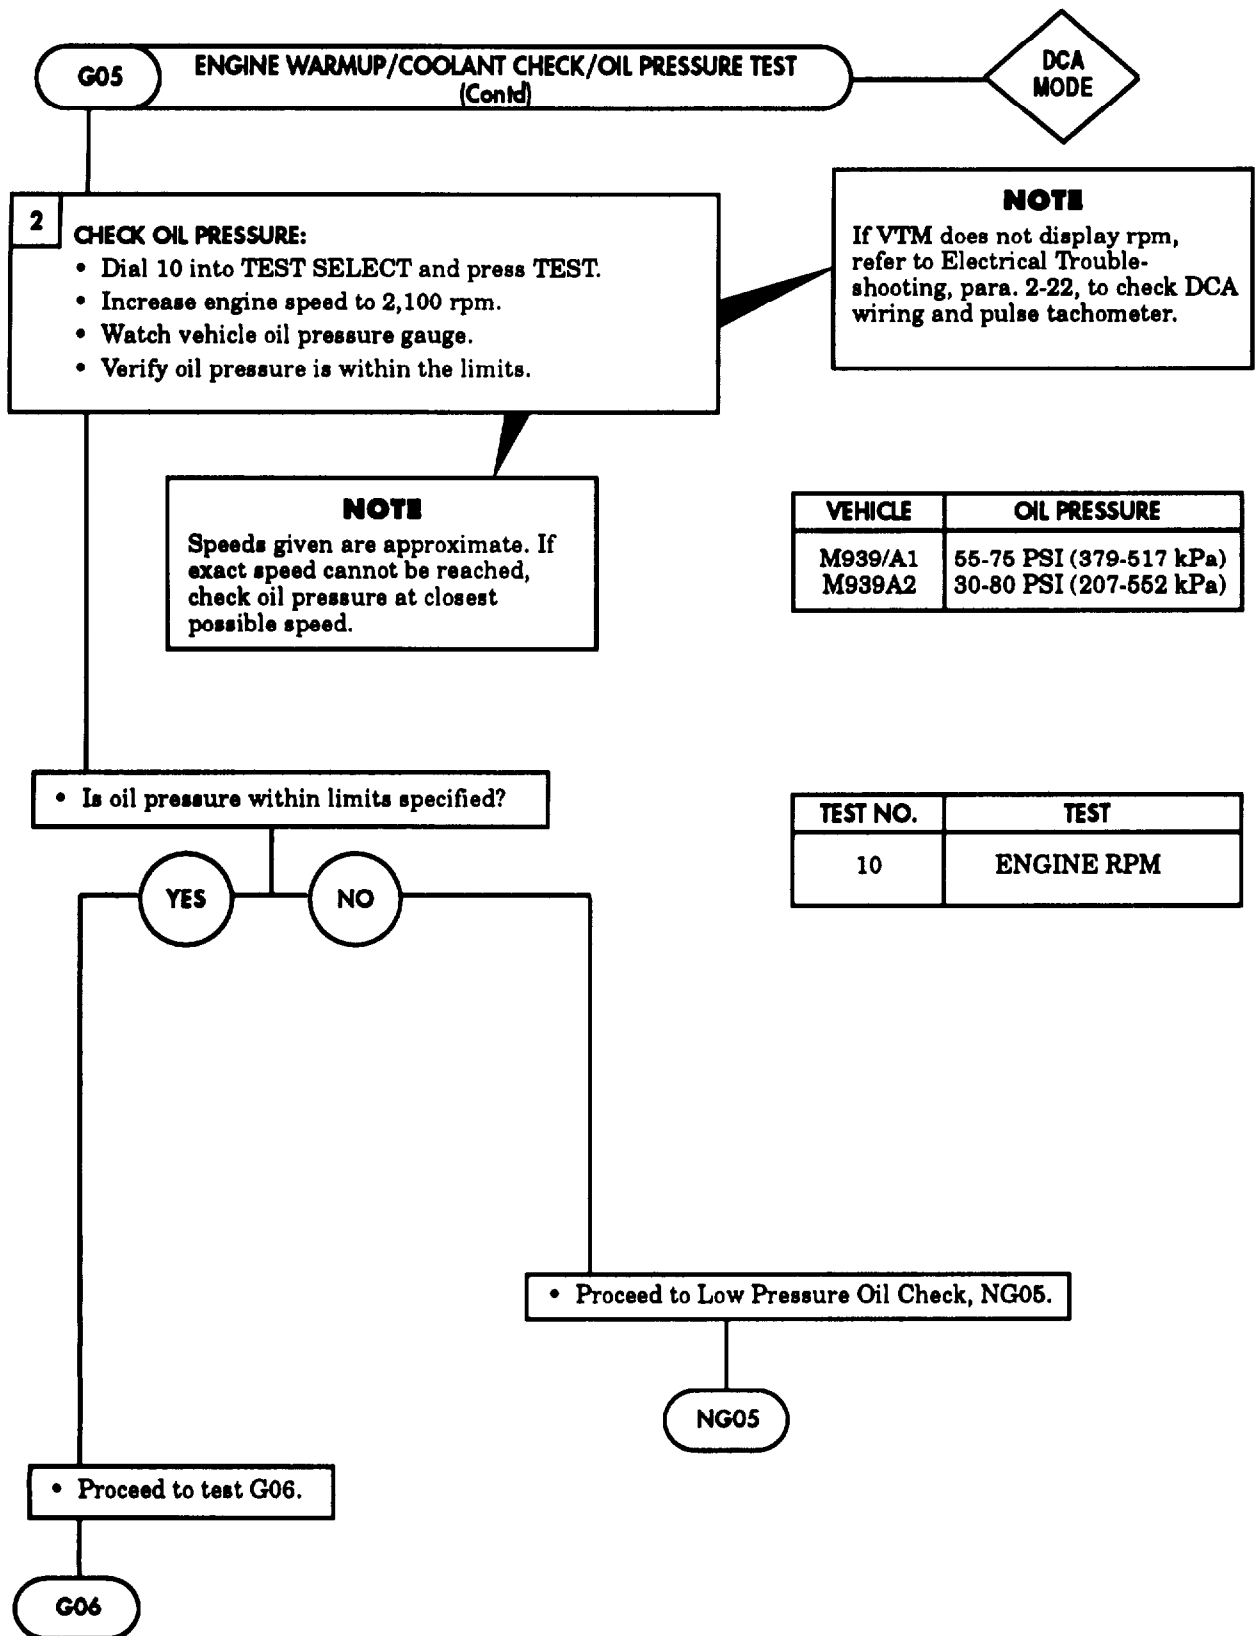 G05
ENGINE WARMUP/COOLANT CHECK/OIL PRESSURE TEST
(Contd)
DCA
MODE
2
CHECK OIL PRESSURE:
• Dial 10 into TEST SELECT and press TEST.
• Increase engine speed to 2,100 rpm.
• Watch vehicle oil pressure gauge.
• Verify oil pressure is within the limits.
NOTE
If VTM does not display rpm,
refer to Electrical Trouble-
shooting, para. 2-22, to check DCA
wiring and pulse tachometer.
NOTE
Speeds given are approximate. If
exact speed cannot be reached,
check oil pressure at closest
possible speed.
VEHICLE OIL PRESSURE
M939/A1 55-75 PSI (379-517 kPa)
M939A2 30-80 PSI (207-552 kPa)
• Is oil pressure within limits specified?
TEST NO. TEST
10 ENGINE RPM
YES NO
• Proceed to Low Pressure Oil Check, NG05.
NG05
• Proceed to test G06.
G06